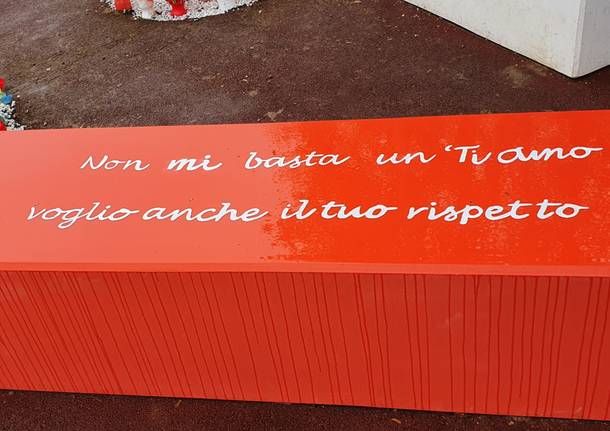 Non mi basta un 'Ti amo
voglio anche il tuo rispetto